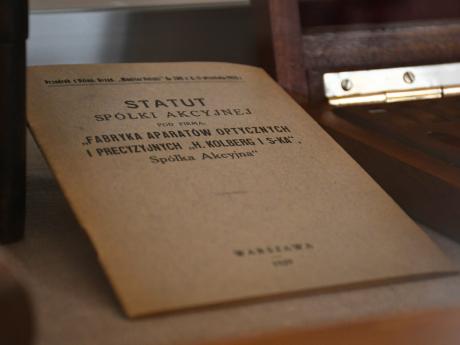 STATUT
SPÓŁKI AKCYJNEJ
POD FIRMĄ:
„FABRYKA APARATÓW OPTYCZNYCH
I PRECYZYJNYCH „H. KOLBERG I S-KA",
Spółka Akcyjna"
WARSZAWA